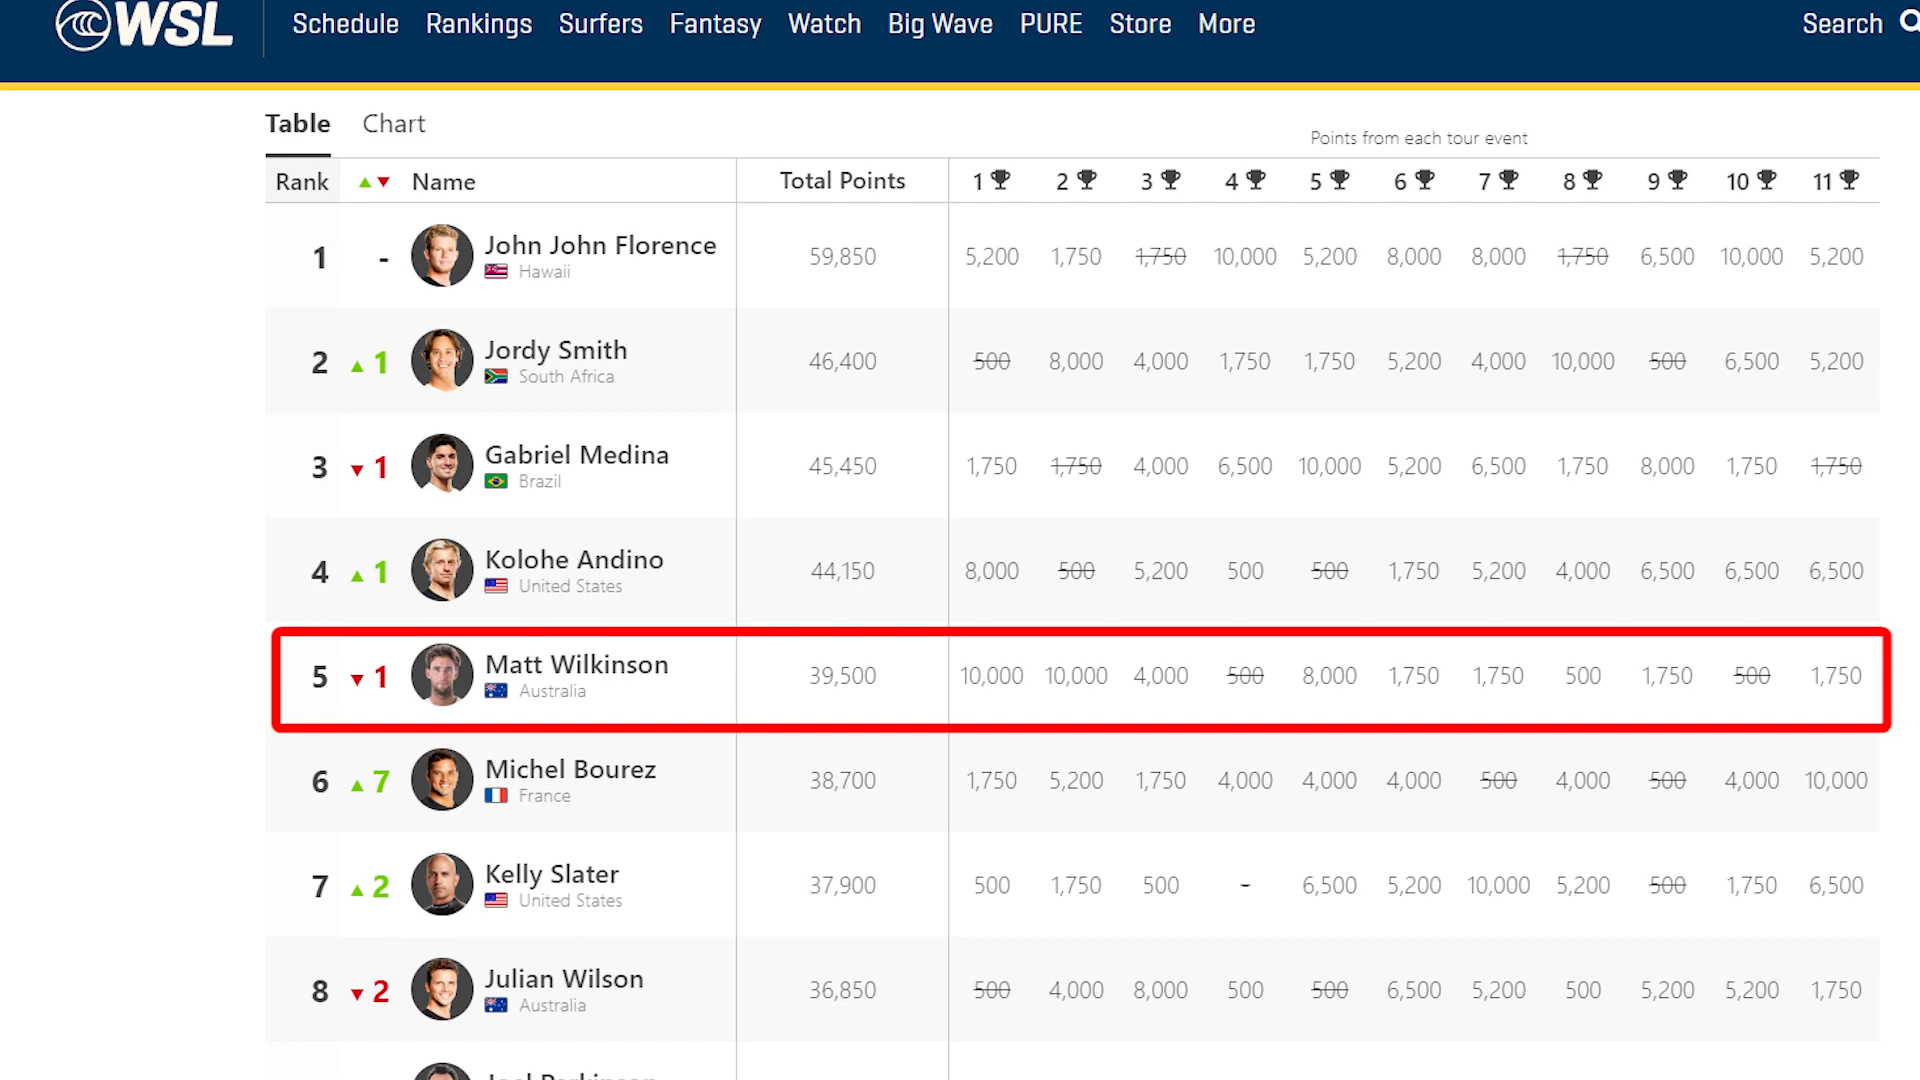 WSL Schedule Rankings Surfers Fantasy Watch Big Wave PURE Store More Search
Table Chart
Points from each tour event
Rank Name Total Points 1 2 3 4 5 6 7 8 9 10 11
1 - John John Florence 59,850 5,200 1,750 1,750 10,000 5,200 8,000 8,000 1,750 6,500 10,000 5,200
Hawaii
2 1 Jordy Smith 46,400 500 8,000 4,000 1,750 1,750 5,200 4,000 10,000 500 6,500 5,200
South Africa
3 1 Gabriel Medina 45,450 1,750 1,750 4,000 6,500 10,000 5,200 6,500 1,750 8,000 1,750 1,750
Brazil
4 1 Kolohe Andino 44,150 8,000 500 5,200 500 500 1,750 5,200 4,000 6,500 6,500 6,500
United States
5 1 Matt Wilkinson 39,500 10,000 10,000 4,000 500 8,000 1,750 1,750 500 1,750 500 1,750
Australia
6 7 Michel Bourez 38,700 1,750 5,200 1,750 4,000 4,000 4,000 500 4,000 500 4,000 10,000
France
7 2 Kelly Slater 37,900 500 1,750 500 - 6,500 5,200 10,000 5,200 500 1,750 6,500
United States
8 2 Julian Wilson 36,850 500 4,000 8,000 500 500 6,500 5,200 500 5,200 5,200 1,750
Australia